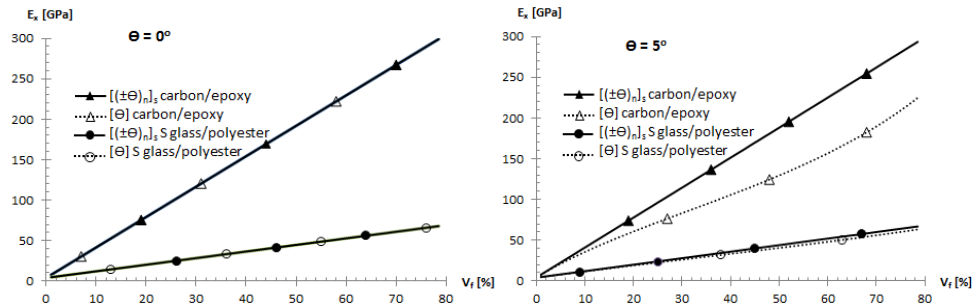 Eₓ [GPa]
Θ = 0°
300
250
200
150
100
50
0
[(±Θ)ₙ]ₛ carbon/epoxy
[Θ] carbon/epoxy
[(±Θ)ₙ]ₛ S glass/polyester
[Θ] S glass/polyester
0 10 20 30 40 50 60 70 80
V_f [%]
Eₓ [GPa]
Θ = 5°
300
250
200
150
100
50
0
[(±Θ)ₙ]ₛ carbon/epoxy
[Θ] carbon/epoxy
[(±Θ)ₙ]ₛ S glass/polyester
[Θ] S glass/polyester
0 10 20 30 40 50 60 70 80
V_f [%]